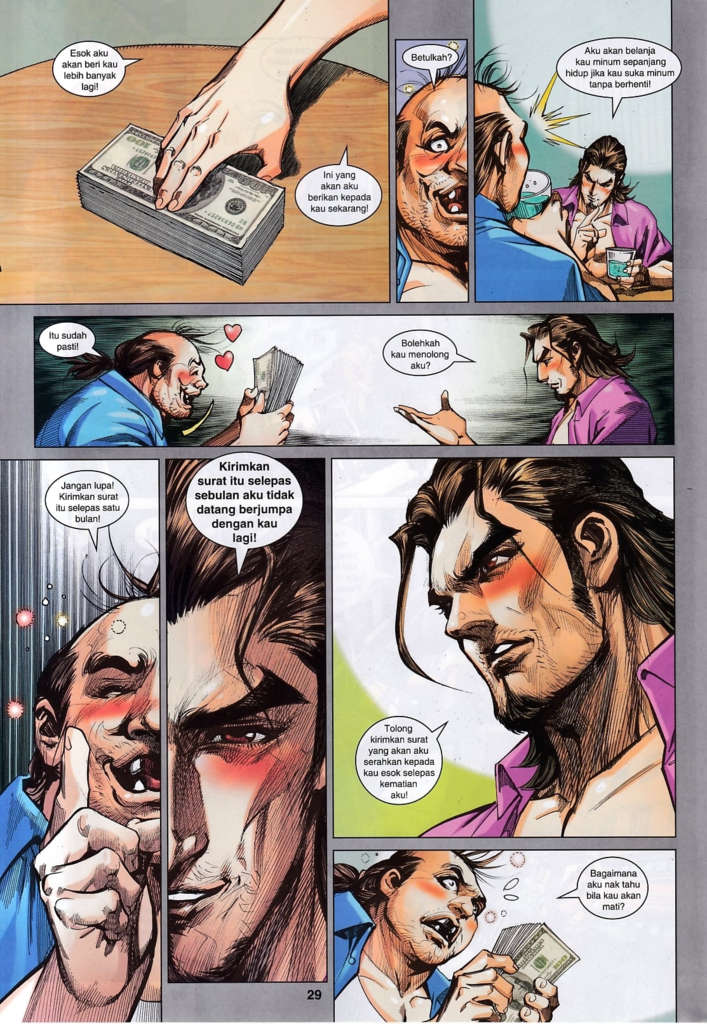 Aku akan belanja
kau minum sepanjang
hidup jika kau suka minum
tanpa berhenti!
Betulkah?
Ini yang
akan aku
berikan kepada
kau sekarang!
Esok aku
akan beri kau
lebih banyak
lagi!
Bolehkah
kau menolong
aku?
Itu sudah
pasti!
Tolong
kirimkan surat
yang akan aku
serahkan kepada
kau esok selepas
kematian
aku!
Bagaimana
aku nak tahu
bila kau akan
mati?
Kirimkan
surat itu selepas
sebulan aku tidak
datang berjumpa
dengan kau
lagi!
Jangan lupa!
Kirimkan surat
itu selepas satu
bulan!
29